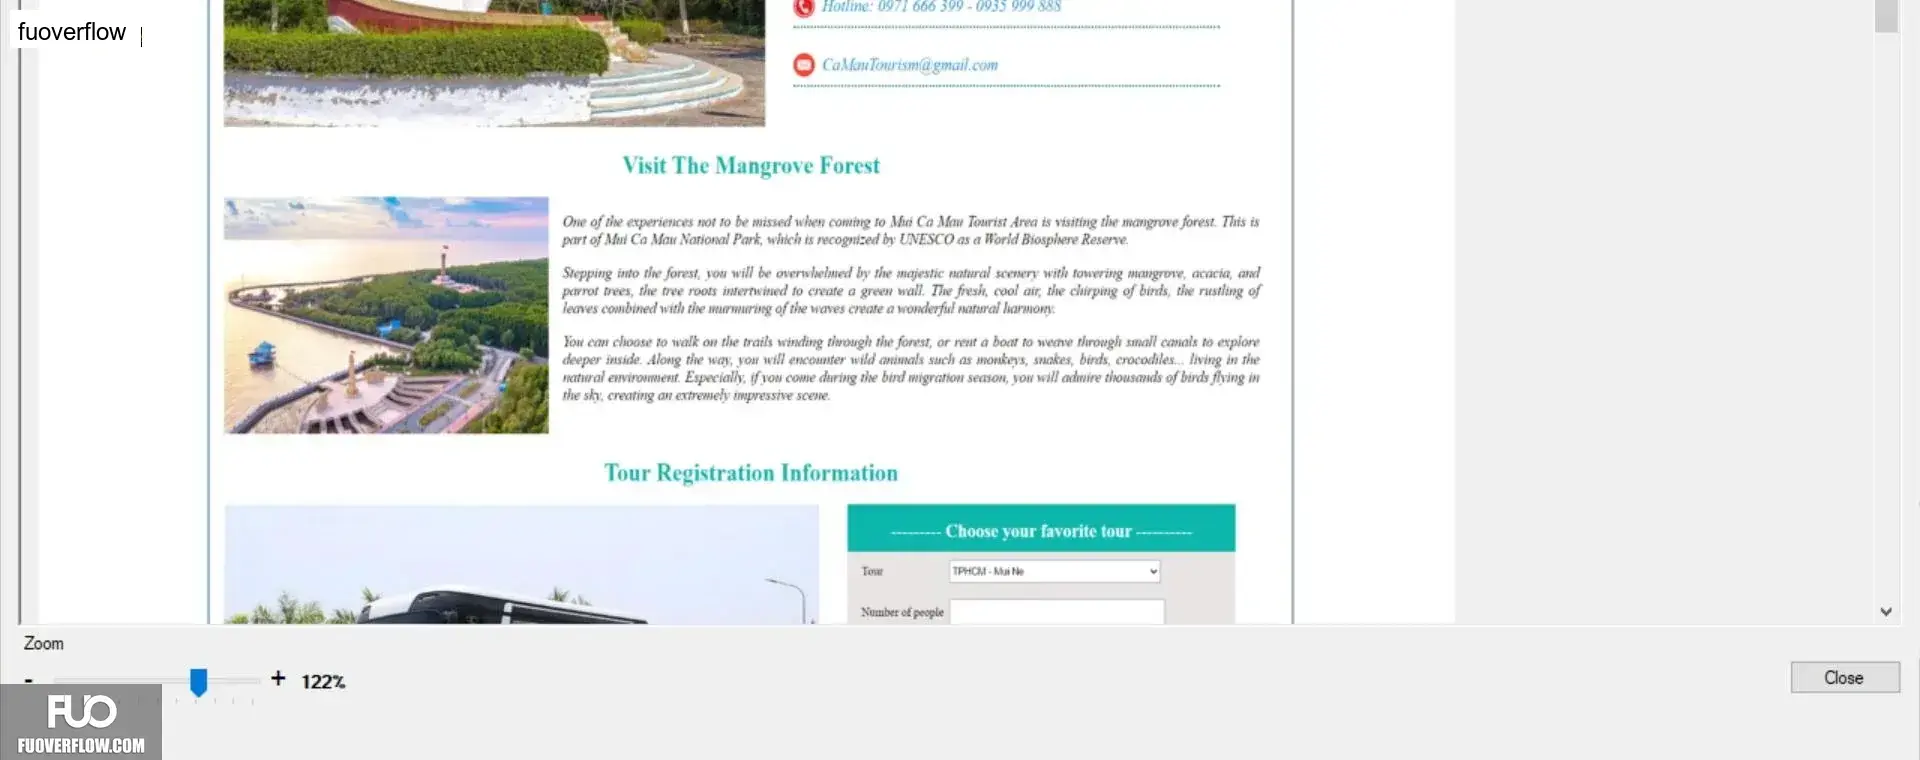 fuoverflow
Hotline: 0971 666 399 - 0935 999 888
CaMauTourism@gmail.com
Visit The Mangrove Forest
One of the experiences not to be missed when coming to Mui Ca Mau Tourist Area is visiting the mangrove forest. This is
part of Mui Ca Mau National Park, which is recognized by UNESCO as a World Biosphere Reserve.
Stepping into the forest, you will be overwhelmed by the majestic natural scenery with towering mangrove, acacia, and
parrot trees, the tree roots intertwined to create a green wall. The fresh, cool air, the chirping of birds, the rustling of
leaves combined with the murmuring of the waves create a wonderful natural harmony.
You can choose to walk on the trails winding through the forest, or rent a boat to weave through small canals to explore
deeper inside. Along the way, you will encounter wild animals such as monkeys, snakes, birds, crocodiles... living in the
natural environment. Especially, if you come during the bird migration season, you will admire thousands of birds flying in
the sky, creating an extremely impressive scene.
Tour Registration Information
--------- Choose your favorite tour ----------
Tour
TPHCM - Mui Ne
Number of people
Zoom
- + 122%
Close
FUO
FUOVERFLOW.COM